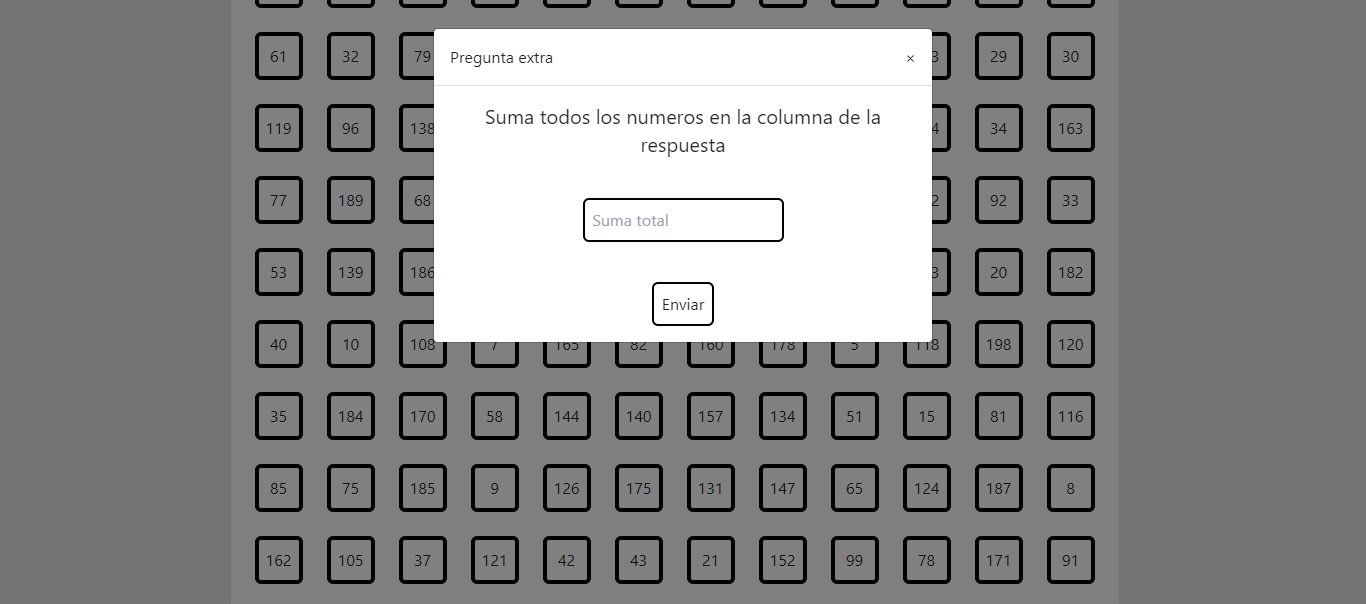 61 32 79 29 30
Pregunta extra ×
Suma todos los numeros en la columna de la
respuesta
119 96 138 34 163
77 189 68 92 33
Suma total
53 139 186 20 182
Enviar
40 10 108 7 165 82 160 178 5 118 198 120
35 184 170 58 144 140 157 134 51 15 81 116
85 75 185 9 126 175 131 147 65 124 187 8
162 105 37 121 42 43 21 152 99 78 171 91